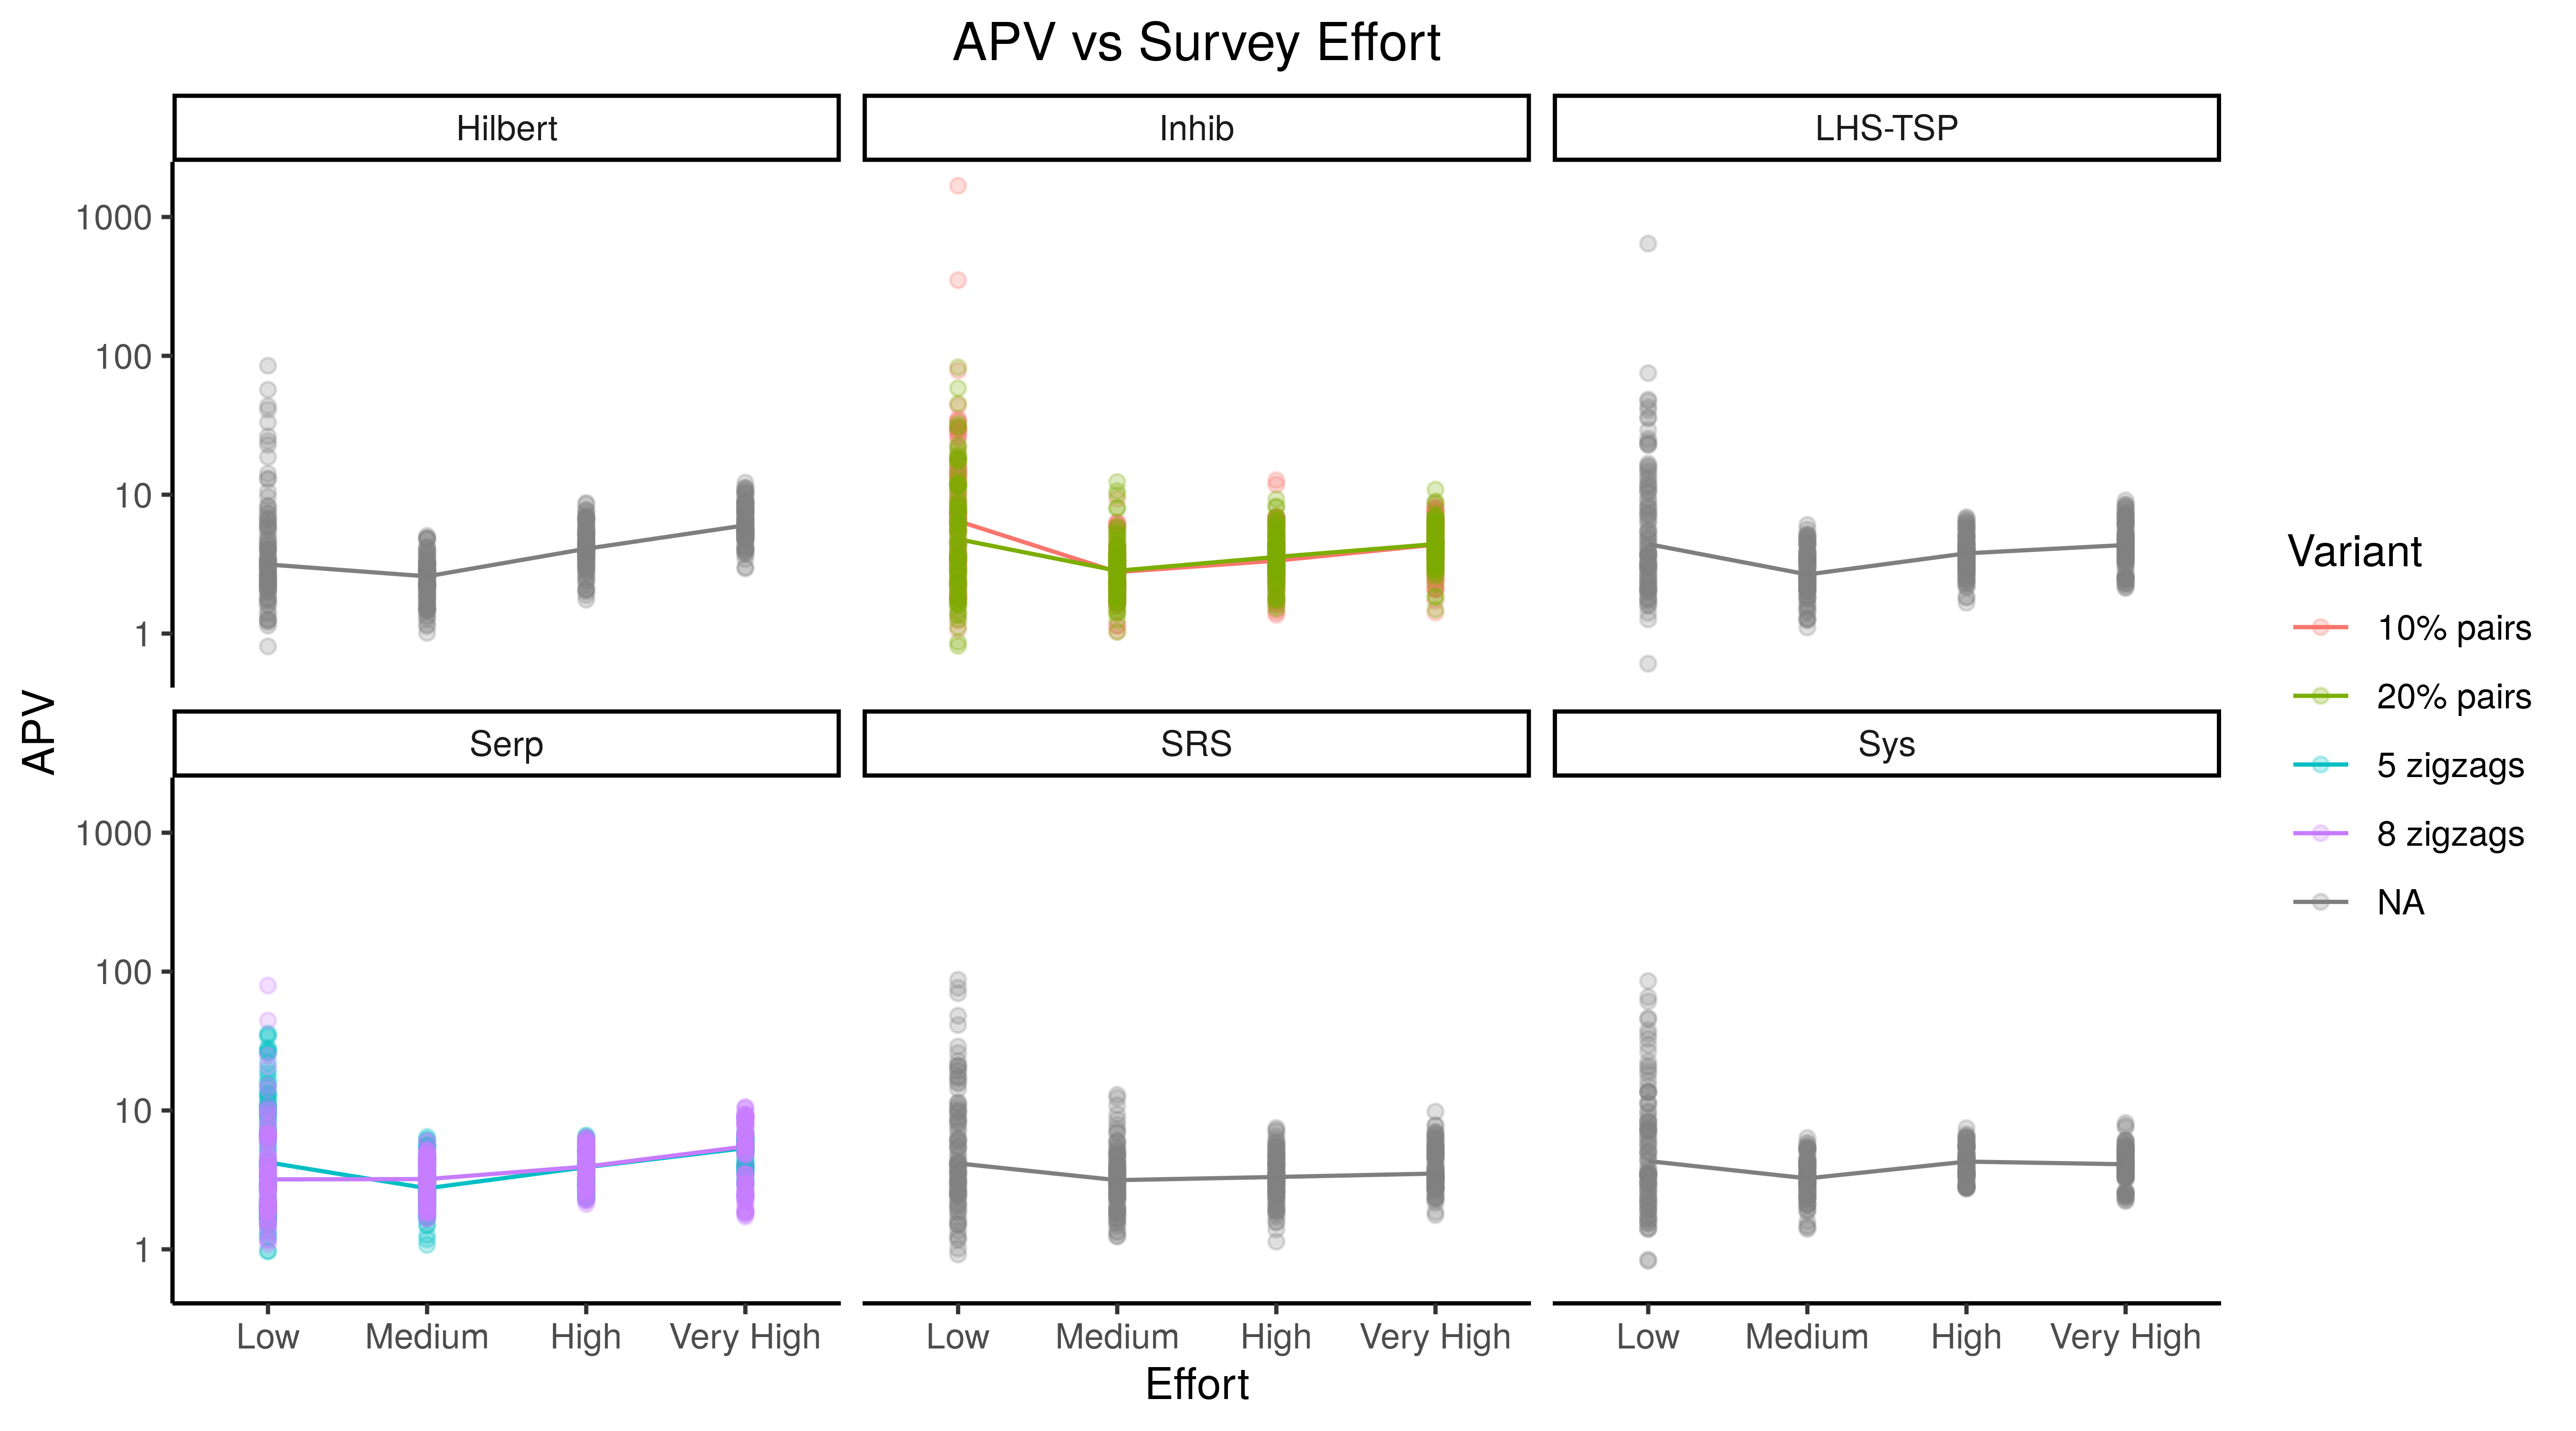 APV vs Survey Effort
Hilbert
Inhib
LHS-TSP
1000
100
10
1
APV
Serp
SRS
Sys
1000
100
10
1
Low Medium High Very High
Low Medium High Very High
Low Medium High Very High
Effort
Variant
10% pairs
20% pairs
5 zigzags
8 zigzags
NA